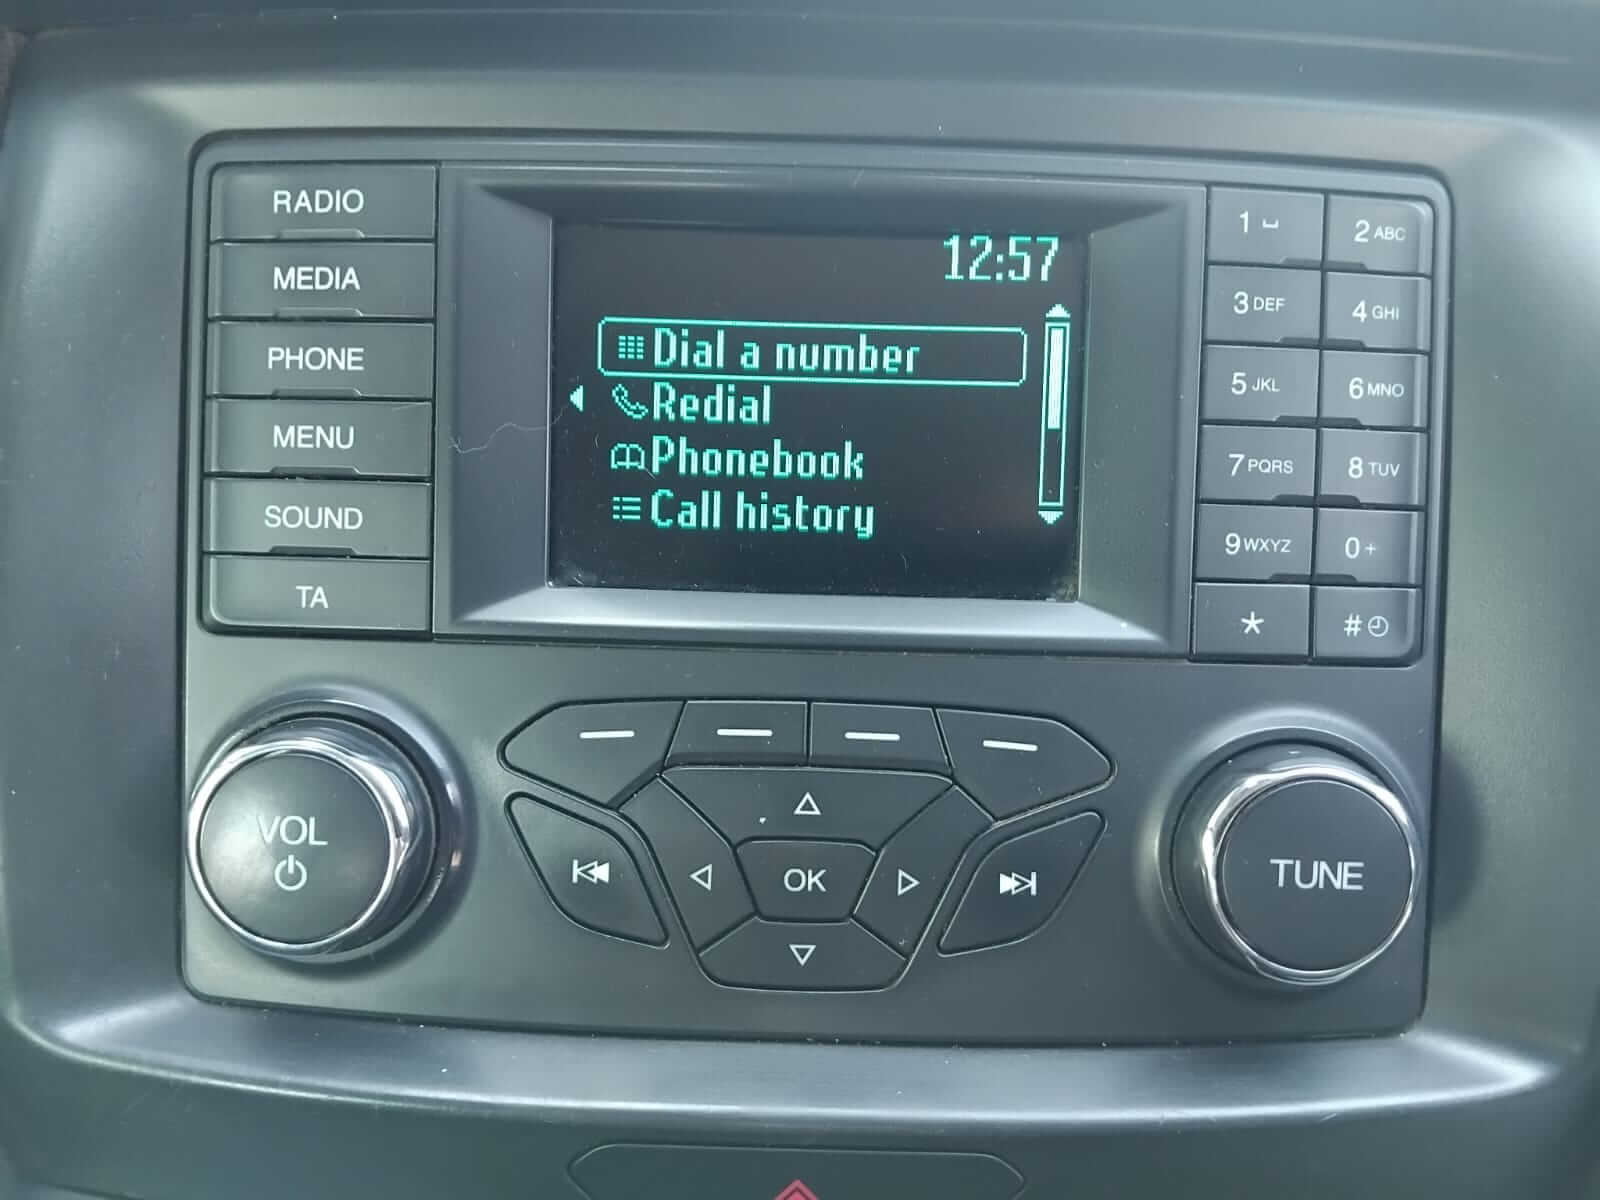 RADIO
MEDIA
PHONE
MENU
SOUND
TA
12:57
Dial a number
Redial
Phonebook
Call history
1 ⎵
2 ABC
3 DEF
4 GHI
5 JKL
6 MNO
7 PQRS
8 TUV
9 WXYZ
0 +
*
#
VOL
OK
TUNE